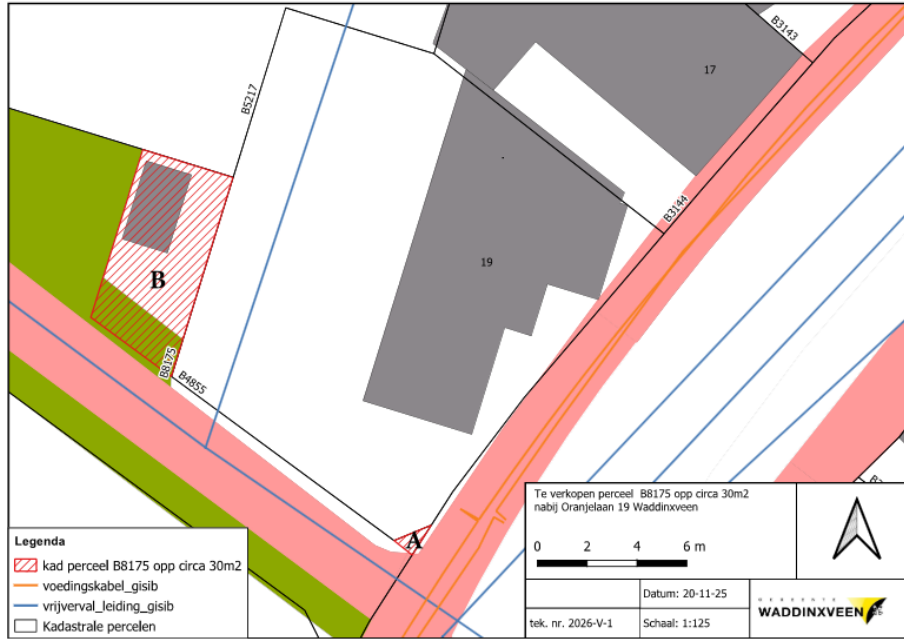 B3143
17
B5217
B3144
19
B
B8175
B4855
A
Legenda
kad perceel B8175 opp circa 30m2
voedingskabel_gisib
vrijverval_leiding_gisib
Kadastrale percelen
Te verkopen perceel B8175 opp circa 30m2
nabij Oranjelaan 19 Waddinxveen
0 2 4 6 m
Datum: 20-11-25
tek. nr. 2026-V-1
Schaal: 1:125
GEMEENTE
WADDINXVEEN